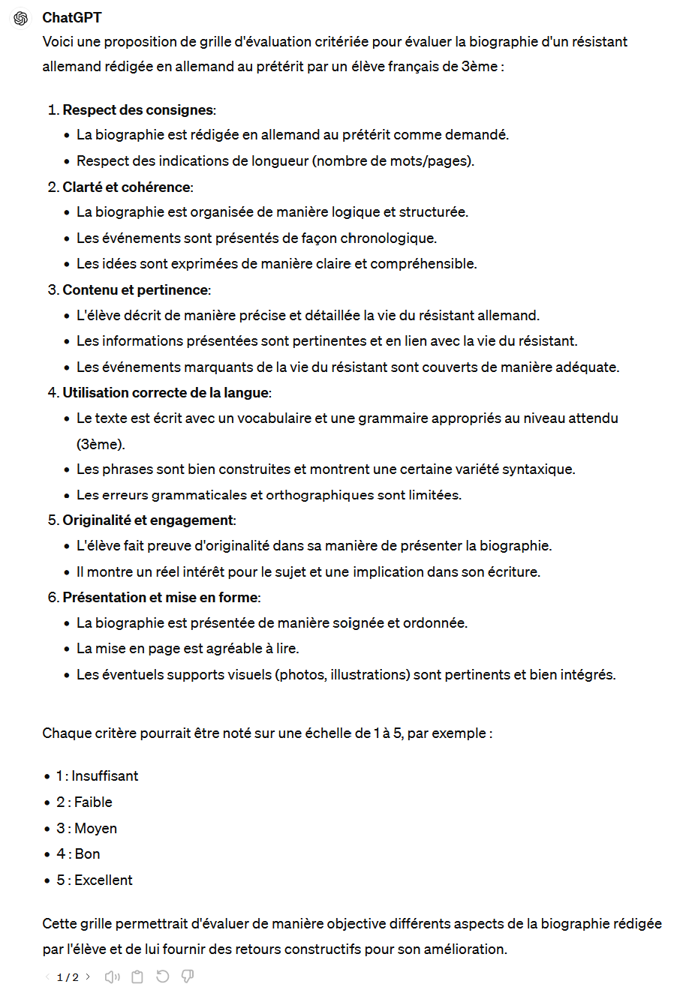 ChatGPT
Voici une proposition de grille d'évaluation critériée pour évaluer la biographie d'un résistant
allemand rédigée en allemand au prétérit par un élève français de 3ème :
1. Respect des consignes:
• La biographie est rédigée en allemand au prétérit comme demandé.
• Respect des indications de longueur (nombre de mots/pages).
2. Clarté et cohérence:
• La biographie est organisée de manière logique et structurée.
• Les événements sont présentés de façon chronologique.
• Les idées sont exprimées de manière claire et compréhensible.
3. Contenu et pertinence:
• L'élève décrit de manière précise et détaillée la vie du résistant allemand.
• Les informations présentées sont pertinentes et en lien avec la vie du résistant.
• Les événements marquants de la vie du résistant sont couverts de manière adéquate.
4. Utilisation correcte de la langue:
• Le texte est écrit avec un vocabulaire et une grammaire appropriés au niveau attendu
(3ème).
• Les phrases sont bien construites et montrent une certaine variété syntaxique.
• Les erreurs grammaticales et orthographiques sont limitées.
5. Originalité et engagement:
• L'élève fait preuve d'originalité dans sa manière de présenter la biographie.
• Il montre un réel intérêt pour le sujet et une implication dans son écriture.
6. Présentation et mise en forme:
• La biographie est présentée de manière soignée et ordonnée.
• La mise en page est agréable à lire.
• Les éventuels supports visuels (photos, illustrations) sont pertinents et bien intégrés.
Chaque critère pourrait être noté sur une échelle de 1 à 5, par exemple :
• 1 : Insuffisant
• 2 : Faible
• 3 : Moyen
• 4 : Bon
• 5 : Excellent
Cette grille permettrait d'évaluer de manière objective différents aspects de la biographie rédigée
par l'élève et de lui fournir des retours constructifs pour son amélioration.
< 1 / 2 >